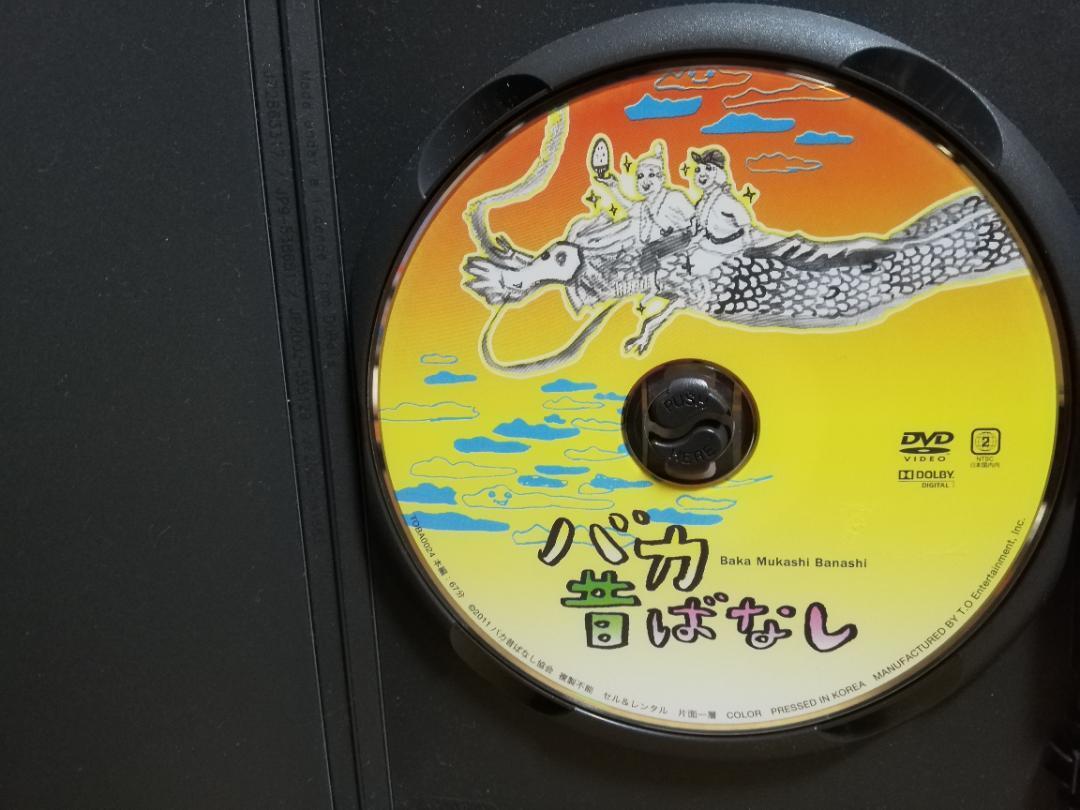 PUSH
HERE
DVD
VIDEO
2
NTSC
日本国内向
DOLBY
DIGITAL
バカ
Baka Mukashi Banashi
昔ばなし
TOBA0024 本編：67分 ©2011 バカ昔ばなし協会 複製不能 セル&レンタル 片面一層 COLOR PRESSED IN KOREA MANUFACTURED BY T.O Entertainment, Inc.